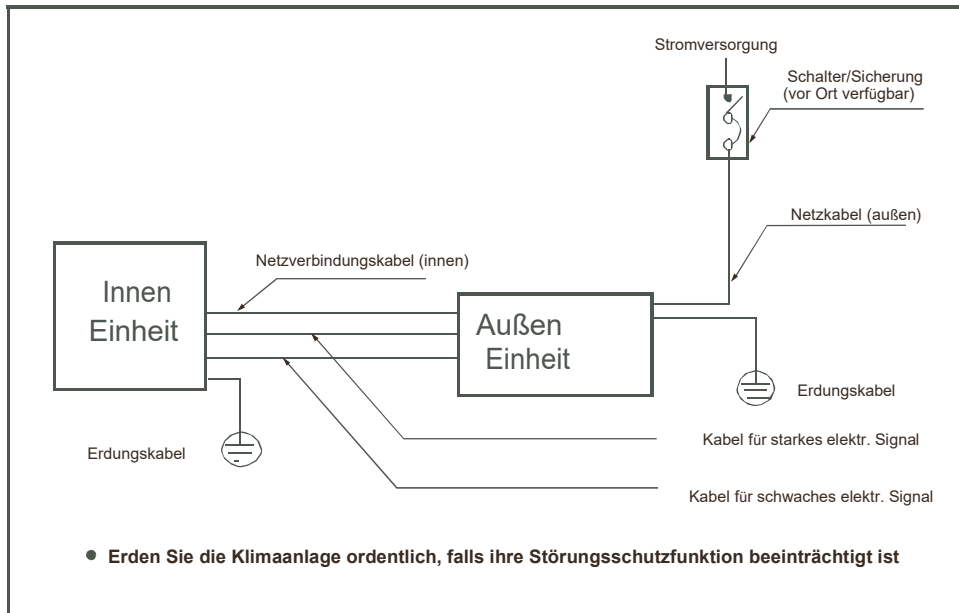 Stromversorgung
Schalter/Sicherung
(vor Ort verfügbar)
Netzkabel (außen)
Netzverbindungskabel (innen)
Innen
Einheit
Außen
Einheit
Erdungskabel
Erdungskabel
Kabel für starkes elektr. Signal
Kabel für schwaches elektr. Signal
● Erden Sie die Klimaanlage ordentlich, falls ihre Störungsschutzfunktion beeinträchtigt ist